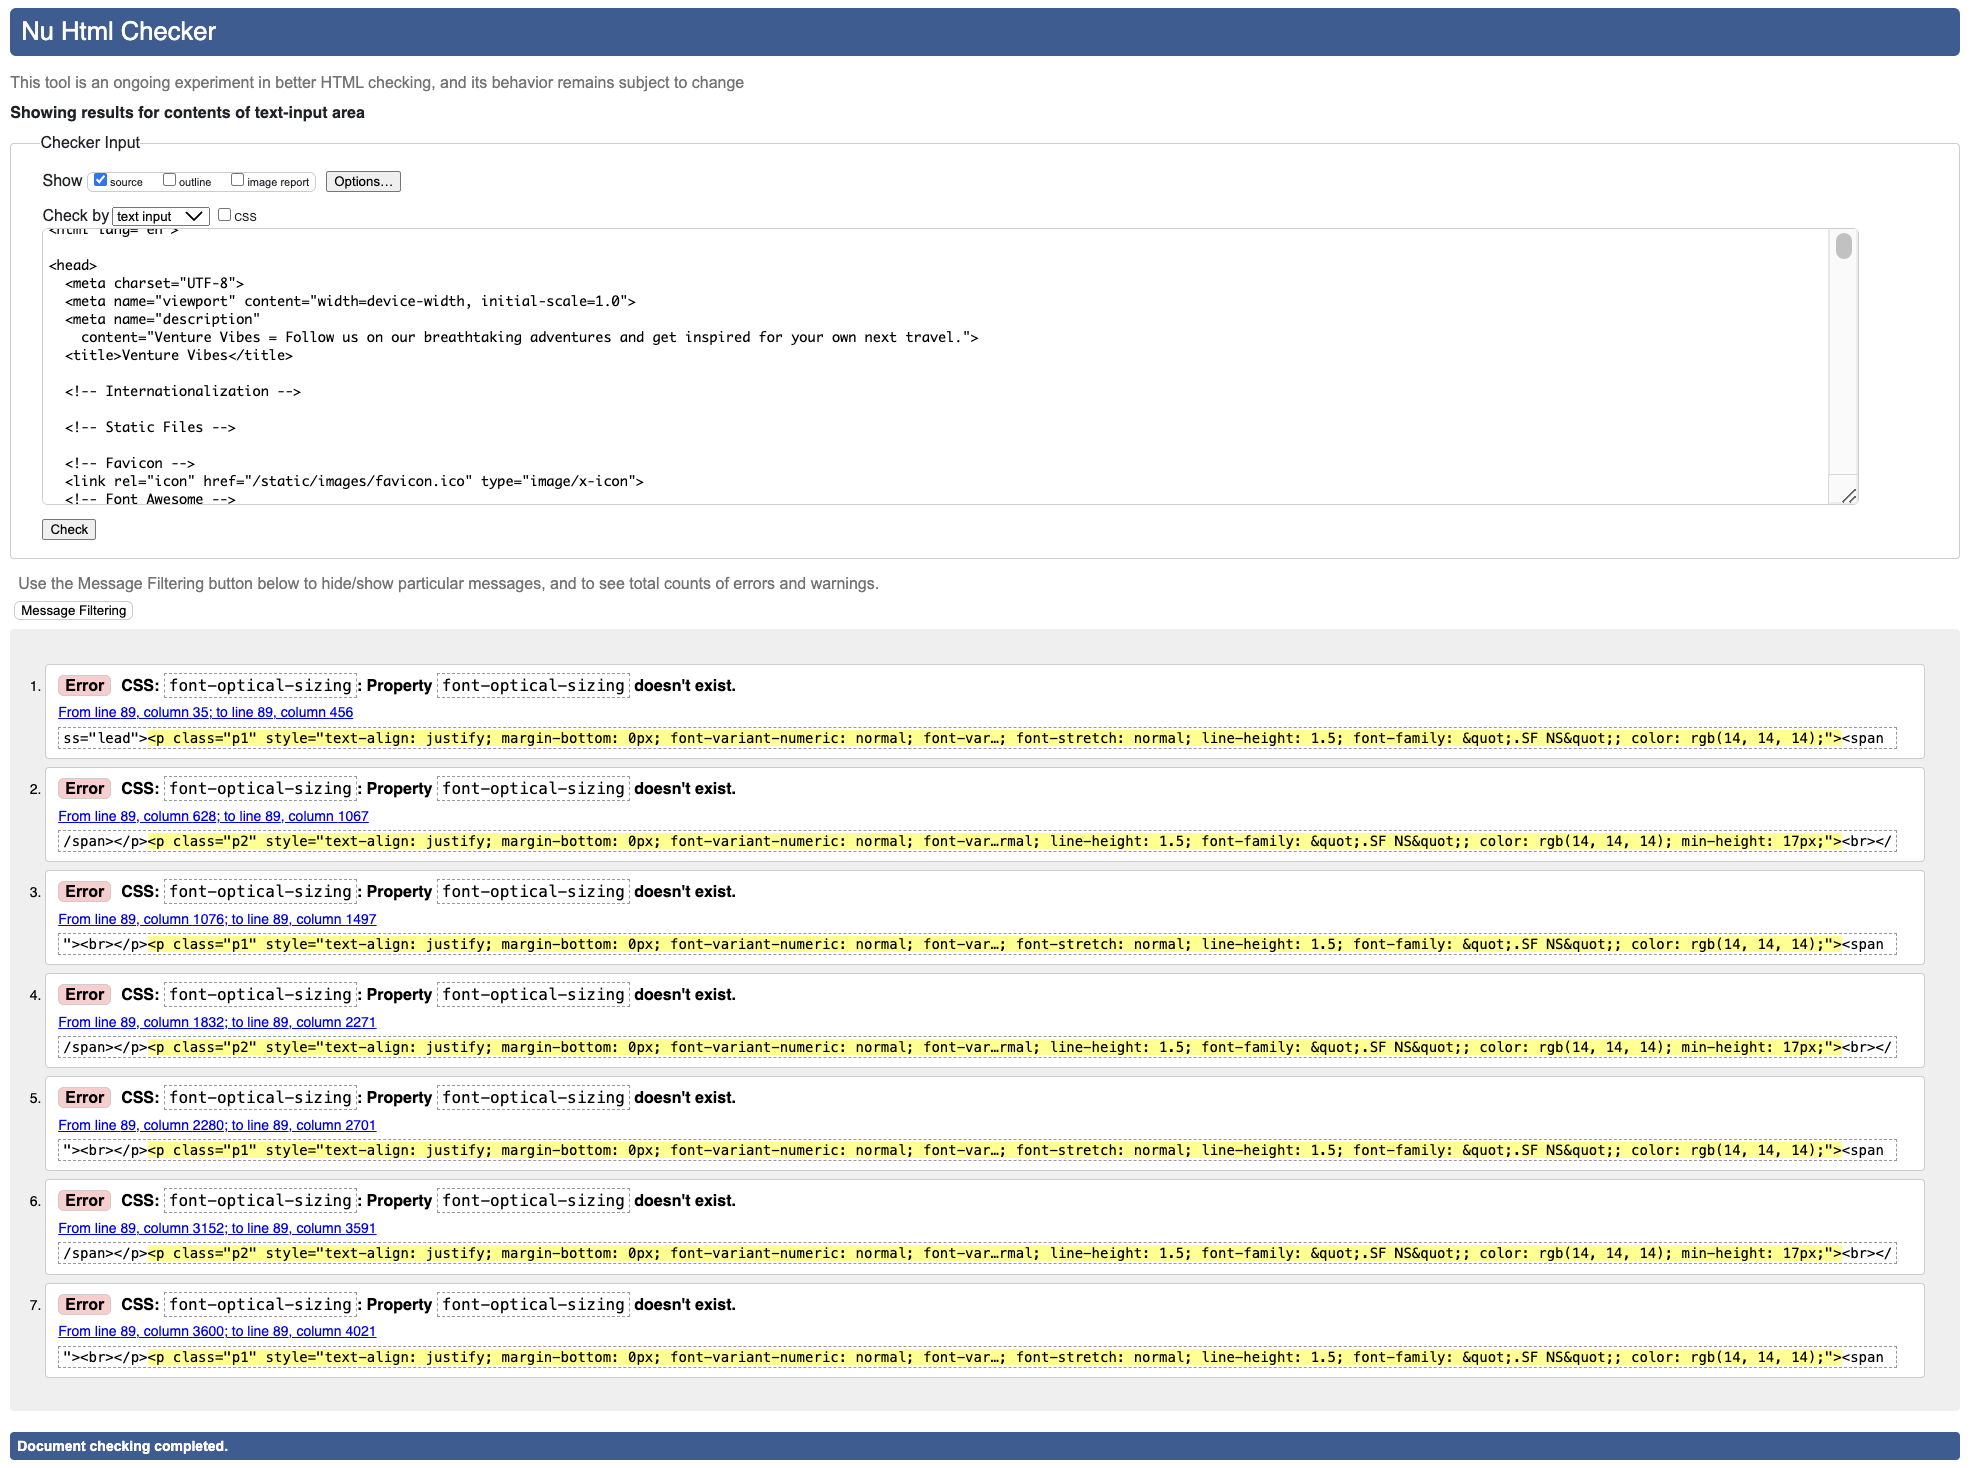 Nu Html Checker
This tool is an ongoing experiment in better HTML checking, and its behavior remains subject to change
Showing results for contents of text-input area
Checker Input
Show source outline image report Options...
Check by text input css
<html lang="en">
<head>
<meta charset="UTF-8">
<meta name="viewport" content="width=device-width, initial-scale=1.0">
<meta name="description"
content="Venture Vibes = Follow us on our breathtaking adventures and get inspired for your own next travel.">
<title>Venture Vibes</title>
<!-- Internationalization -->
<!-- Static Files -->
<!-- Favicon -->
<link rel="icon" href="/static/images/favicon.ico" type="image/x-icon">
<!-- Font Awesome -->
Check
Use the Message Filtering button below to hide/show particular messages, and to see total counts of errors and warnings.
Message Filtering
1. Error CSS: font-optical-sizing: Property font-optical-sizing doesn't exist.
From line 89, column 35; to line 89, column 456
ss="lead"><p class="p1" style="text-align: justify; margin-bottom: 0px; font-variant-numeric: normal; font-var…; font-stretch: normal; line-height: 1.5; font-family: &quot;.SF NS&quot;; color: rgb(14, 14, 14);"><span
2. Error CSS: font-optical-sizing: Property font-optical-sizing doesn't exist.
From line 89, column 628; to line 89, column 1067
/span></p><p class="p2" style="text-align: justify; margin-bottom: 0px; font-variant-numeric: normal; font-var…rmal; line-height: 1.5; font-family: &quot;.SF NS&quot;; color: rgb(14, 14, 14); min-height: 17px;"><br></
3. Error CSS: font-optical-sizing: Property font-optical-sizing doesn't exist.
From line 89, column 1076; to line 89, column 1497
"><br></p><p class="p1" style="text-align: justify; margin-bottom: 0px; font-variant-numeric: normal; font-var…; font-stretch: normal; line-height: 1.5; font-family: &quot;.SF NS&quot;; color: rgb(14, 14, 14);"><span
4. Error CSS: font-optical-sizing: Property font-optical-sizing doesn't exist.
From line 89, column 1832; to line 89, column 2271
/span></p><p class="p2" style="text-align: justify; margin-bottom: 0px; font-variant-numeric: normal; font-var…rmal; line-height: 1.5; font-family: &quot;.SF NS&quot;; color: rgb(14, 14, 14); min-height: 17px;"><br></
5. Error CSS: font-optical-sizing: Property font-optical-sizing doesn't exist.
From line 89, column 2280; to line 89, column 2701
"><br></p><p class="p1" style="text-align: justify; margin-bottom: 0px; font-variant-numeric: normal; font-var…; font-stretch: normal; line-height: 1.5; font-family: &quot;.SF NS&quot;; color: rgb(14, 14, 14);"><span
6. Error CSS: font-optical-sizing: Property font-optical-sizing doesn't exist.
From line 89, column 3152; to line 89, column 3591
/span></p><p class="p2" style="text-align: justify; margin-bottom: 0px; font-variant-numeric: normal; font-var…rmal; line-height: 1.5; font-family: &quot;.SF NS&quot;; color: rgb(14, 14, 14); min-height: 17px;"><br></
7. Error CSS: font-optical-sizing: Property font-optical-sizing doesn't exist.
From line 89, column 3600; to line 89, column 4021
"><br></p><p class="p1" style="text-align: justify; margin-bottom: 0px; font-variant-numeric: normal; font-var…; font-stretch: normal; line-height: 1.5; font-family: &quot;.SF NS&quot;; color: rgb(14, 14, 14);"><span
Document checking completed.